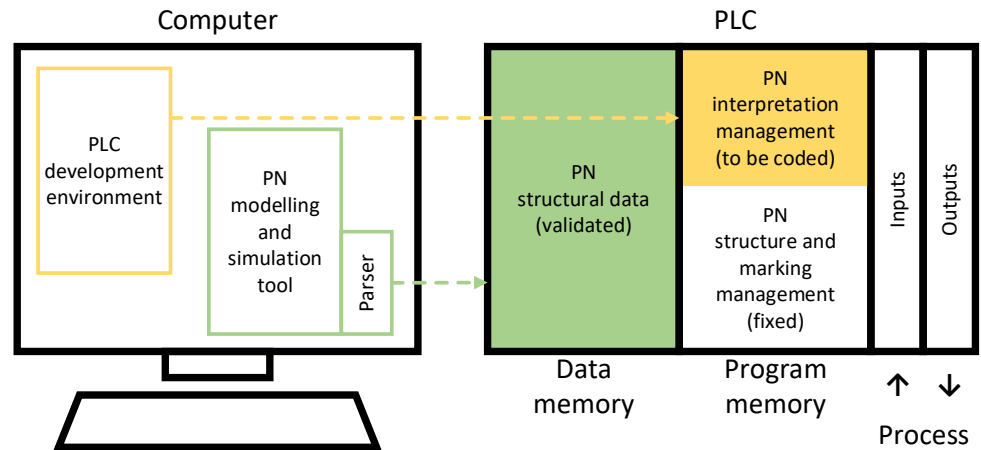 Computer
PLC
PLC
development
environment
PN
modelling
and
simulation
tool
Parser
PN
structural data
(validated)
PN
interpretation
management
(to be coded)
PN
structure and
marking
management
(fixed)
Inputs
Outputs
Data
memory
Program
memory
Process